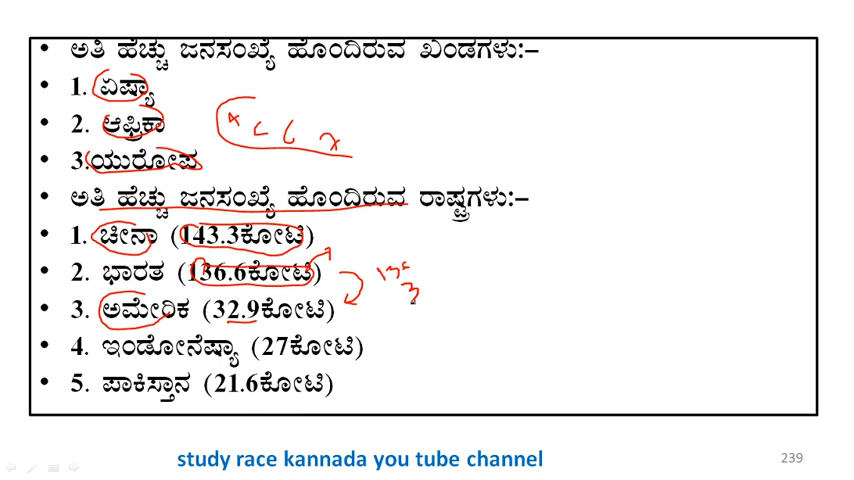 • ಅತಿ ಹೆಚ್ಚು ಜನಸಂಖ್ಯೆ ಹೊಂದಿರುವ ಖಂಡಗಳು:-
• 1. ಏಷ್ಯಾ
• 2. ಆಫ್ರಿಕಾ
• 3.ಯುರೋಪ
• ಅತಿ ಹೆಚ್ಚು ಜನಸಂಖ್ಯೆ ಹೊಂದಿರುವ ರಾಷ್ಟ್ರಗಳು:-
• 1. ಚೀನಾ (143.3ಕೋಟಿ)
• 2. ಭಾರತ (136.6ಕೋಟಿ)
• 3. ಅಮೇರಿಕ (32.9ಕೋಟಿ)
• 4. ಇಂಡೋನೆಷ್ಯಾ (27ಕೋಟಿ)
• 5. ಪಾಕಿಸ್ತಾನ (21.6ಕೋಟಿ)
study race kannada you tube channel
239